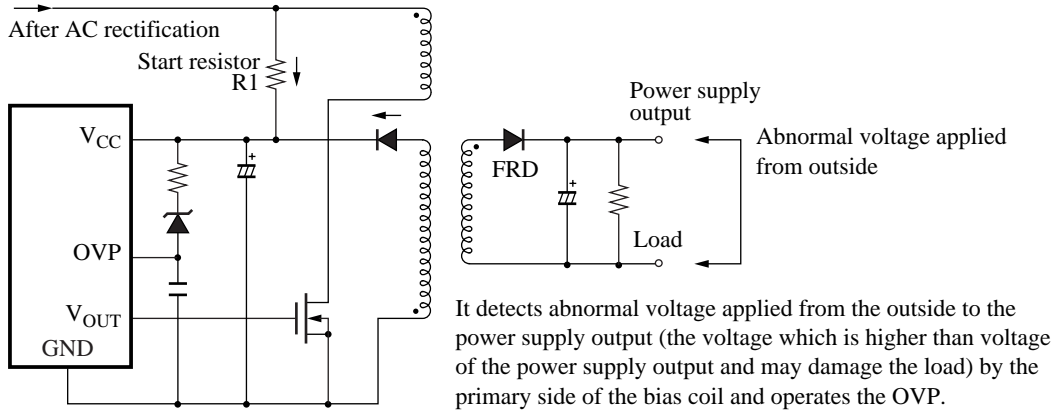 After AC rectification
Start resistor
R1
VCC
OVP
VOUT
GND
+
FRD
+
Power supply
output
Load
Abnormal voltage applied
from outside
It detects abnormal voltage applied from the outside to the
power supply output (the voltage which is higher than voltage
of the power supply output and may damage the load) by the
primary side of the bias coil and operates the OVP.